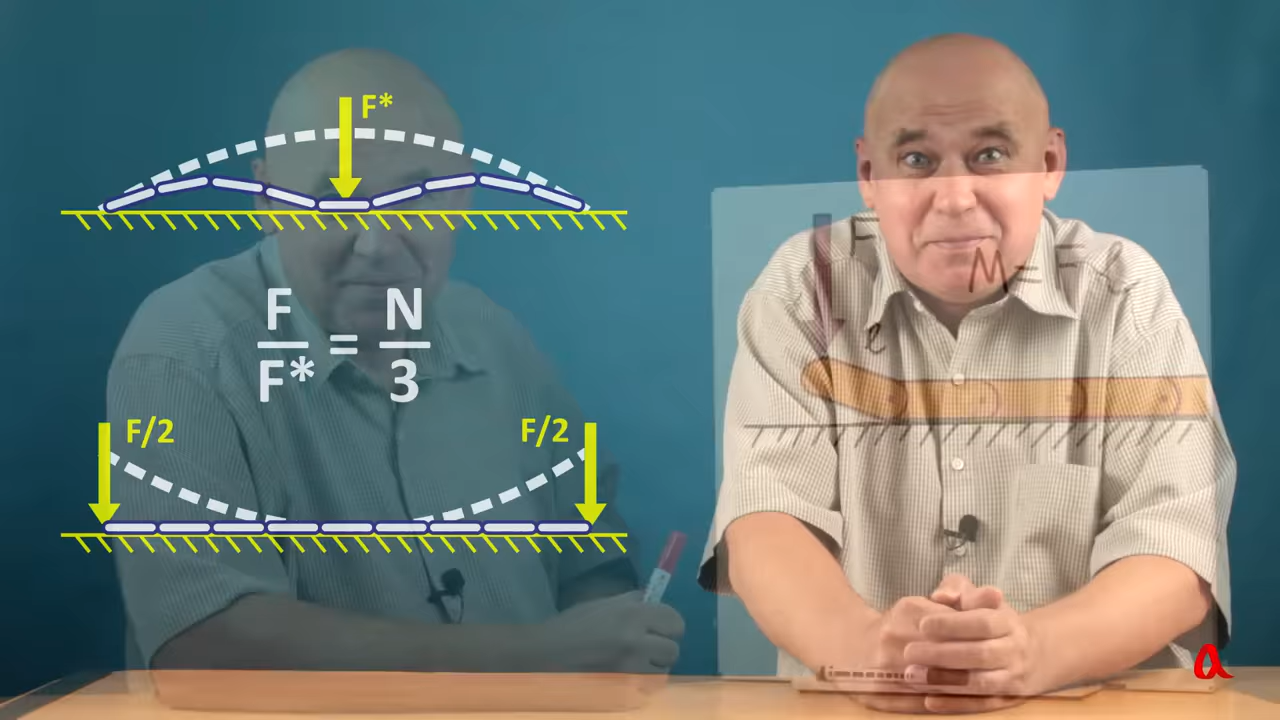 F*
F/F* = N/3
F/2 F/2
F
M=
ℓ
a